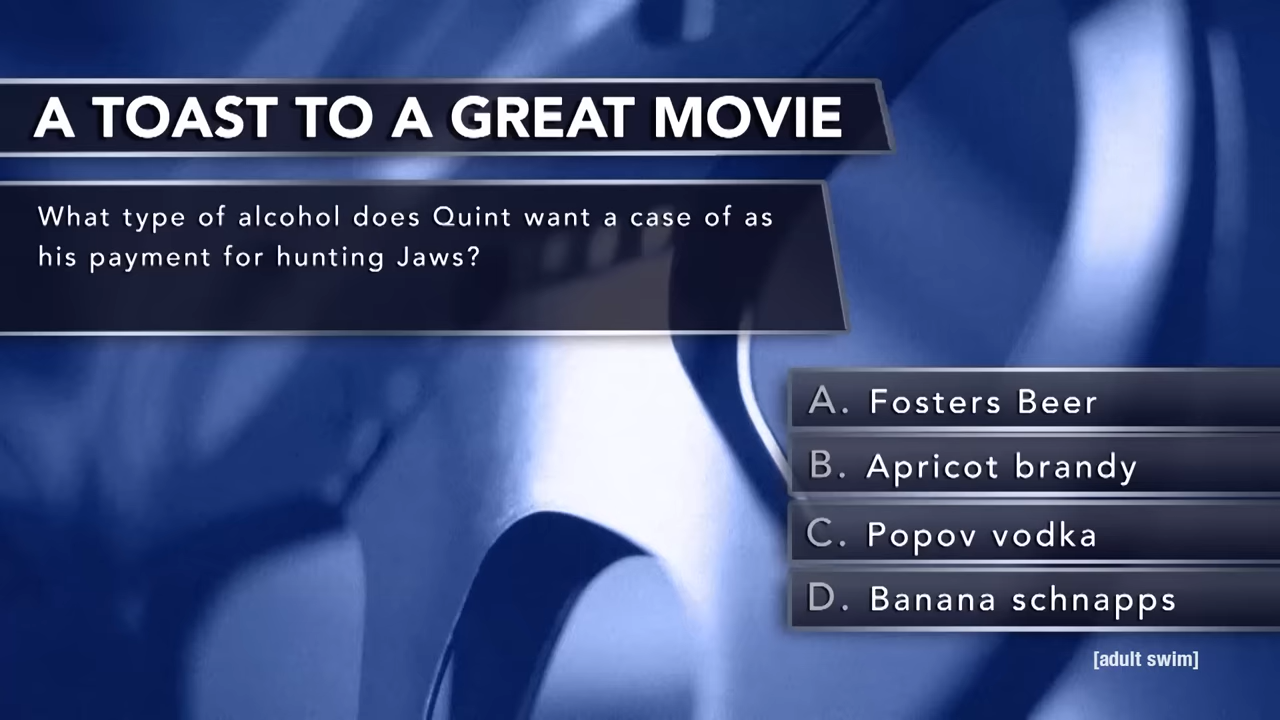 A TOAST TO A GREAT MOVIE
What type of alcohol does Quint want a case of as
his payment for hunting Jaws?
A. Fosters Beer
B. Apricot brandy
C. Popov vodka
D. Banana schnapps
[adult swim]